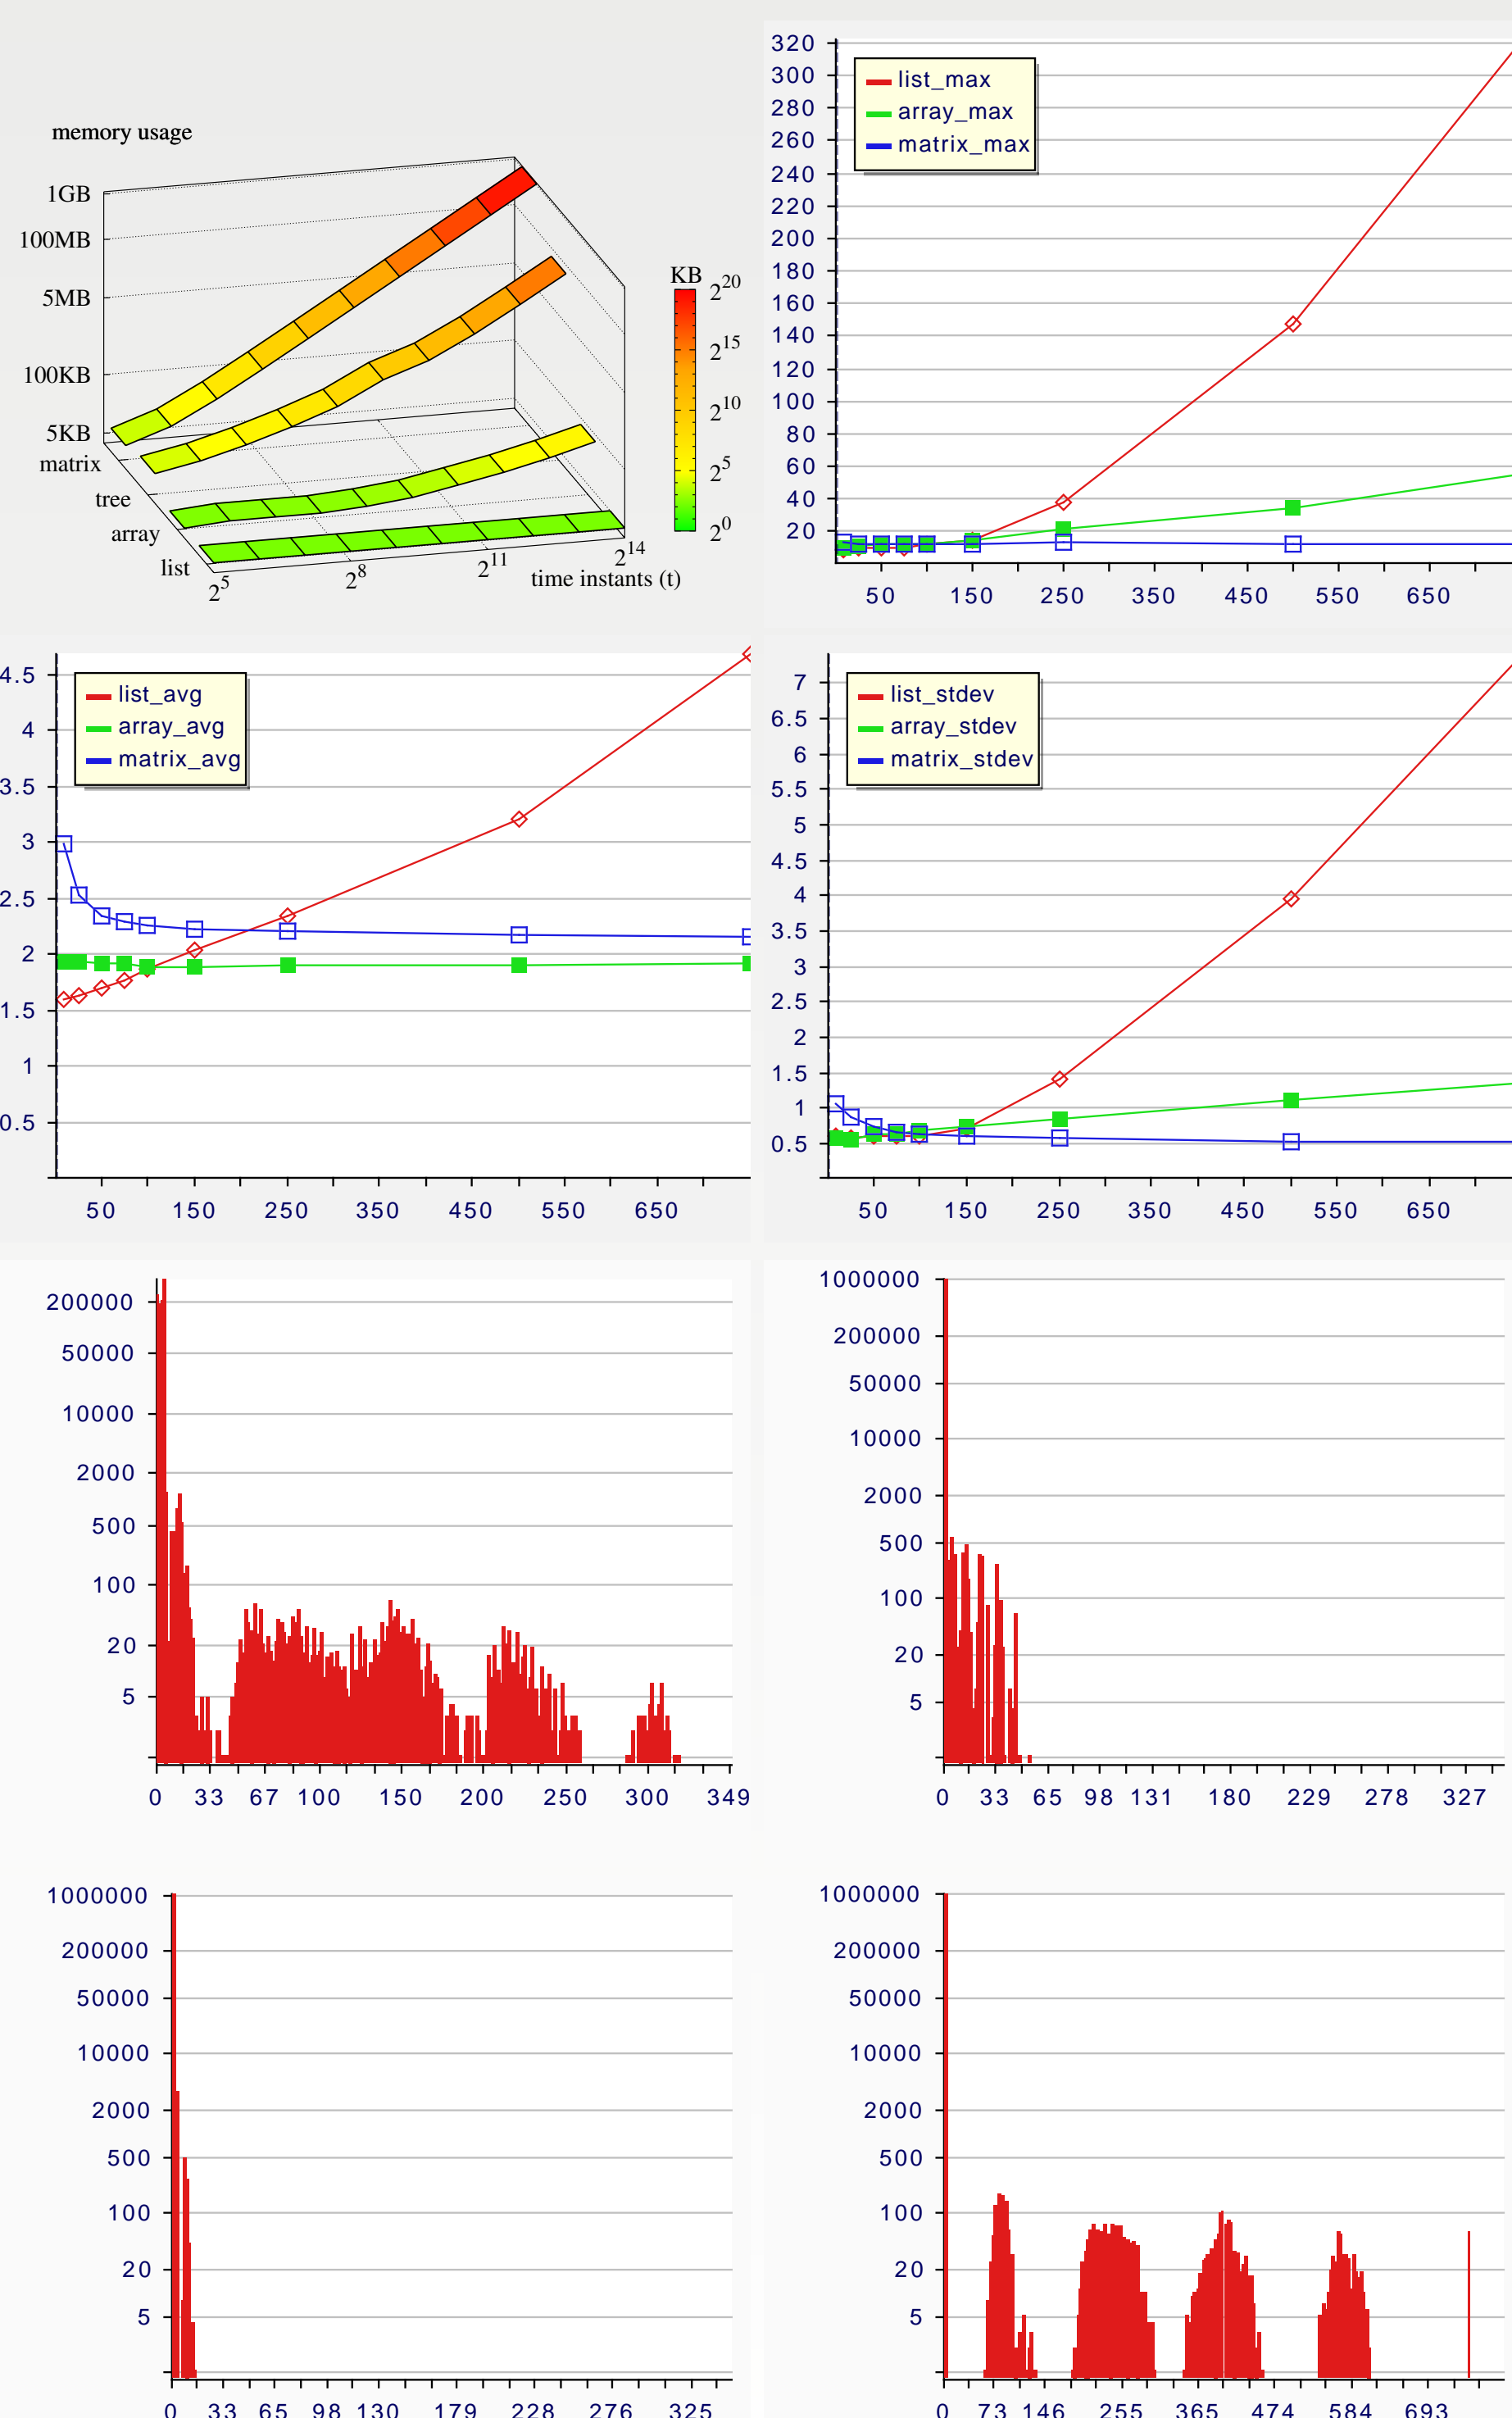 memory usage
1GB
100MB
5MB
100KB
5KB
matrix
tree
array
list
2^5
2^8
2^11
2^14
time instants (t)
KB
2^20
2^15
2^10
2^5
2^0
320
300
280
260
240
220
200
180
160
140
120
100
80
60
40
20
list_max
array_max
matrix_max
50 150 250 350 450 550 650
4.5
4
3.5
3
2.5
2
1.5
1
0.5
list_avg
array_avg
matrix_avg
50 150 250 350 450 550 650
7
6.5
6
5.5
5
4.5
4
3.5
3
2.5
2
1.5
1
0.5
list_stdev
array_stdev
matrix_stdev
50 150 250 350 450 550 650
200000
50000
10000
2000
500
100
20
5
0 33 67 100 150 200 250 300 349
1000000
200000
50000
10000
2000
500
100
20
5
0 33 65 98 131 180 229 278 327
1000000
200000
50000
10000
2000
500
100
20
5
0 33 65 98 130 179 228 276 325
1000000
200000
50000
10000
2000
500
100
20
5
0 73 146 255 365 474 584 693